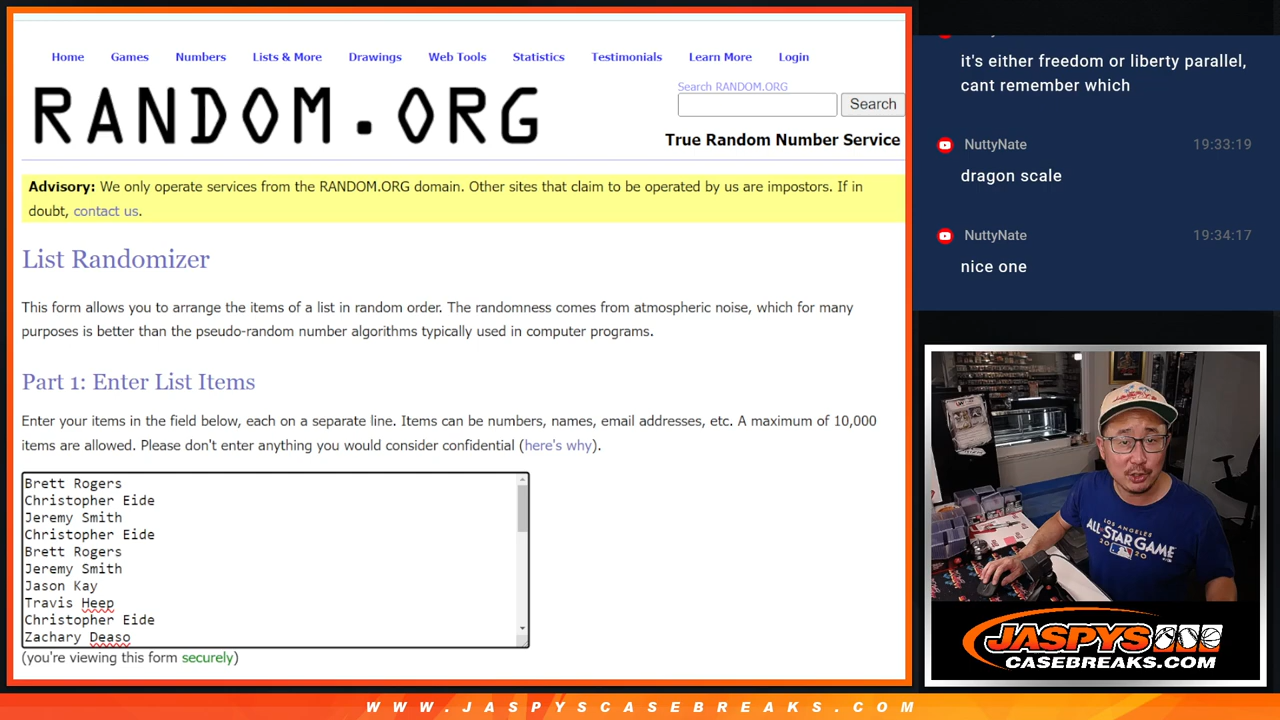 Home Games Numbers Lists & More Drawings Web Tools Statistics Testimonials Learn More Login
RANDOM.ORG
Search RANDOM.ORG
Search
True Random Number Service
Advisory: We only operate services from the RANDOM.ORG domain. Other sites that claim to be operated by us are impostors. If in
doubt, contact us.
List Randomizer
This form allows you to arrange the items of a list in random order. The randomness comes from atmospheric noise, which for many
purposes is better than the pseudo-random number algorithms typically used in computer programs.
Part 1: Enter List Items
Enter your items in the field below, each on a separate line. Items can be numbers, names, email addresses, etc. A maximum of 10,000
items are allowed. Please don't enter anything you would consider confidential (here's why).
Brett Rogers
Christopher Eide
Jeremy Smith
Christopher Eide
Brett Rogers
Jeremy Smith
Jason Kay
Travis Heep
Christopher Eide
Zachary Deaso
(you're viewing this form securely)
it's either freedom or liberty parallel,
cant remember which
NuttyNate 19:33:19
dragon scale
NuttyNate 19:34:17
nice one
LOS ANGELES
ALL-STAR GAME
2020
JASPYS
CASEBREAKS.COM
WWW.JASPYSCASEBREAKS.COM